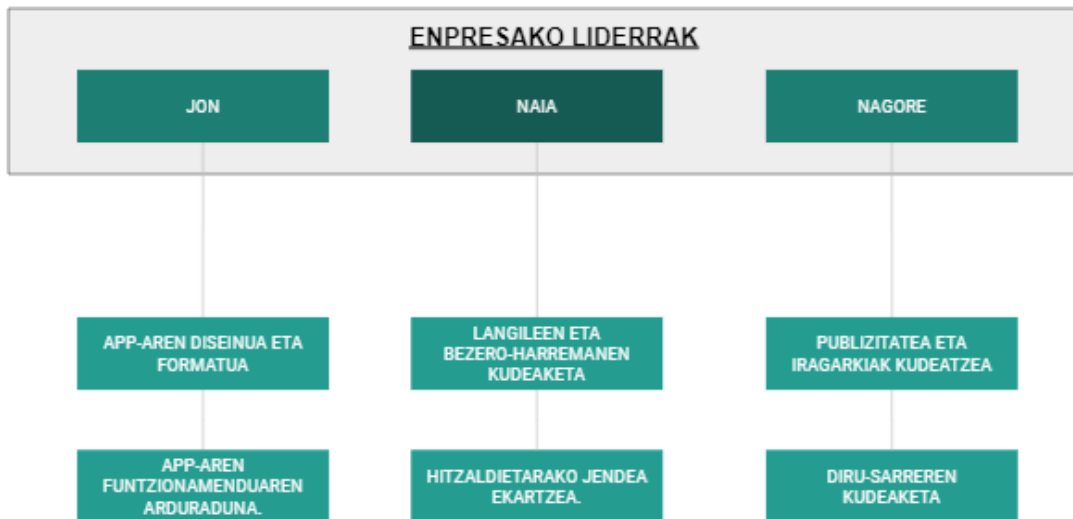 ENPRESAKO LIDERRAK
JON
NAIA
NAGORE
APP-AREN DISEINUA ETA
FORMATUA
LANGILEEN ETA
BEZERO-HARREMANEN
KUDEAKETA
PUBLIZITATEA ETA
IRAGARKIAK KUDEATZEA
APP-AREN
FUNTZIONAMENDUAREN
ARDURADUNA.
HITZALDIETARAKO JENDEA
EKARTZEA.
DIRU-SARREREN
KUDEAKETA